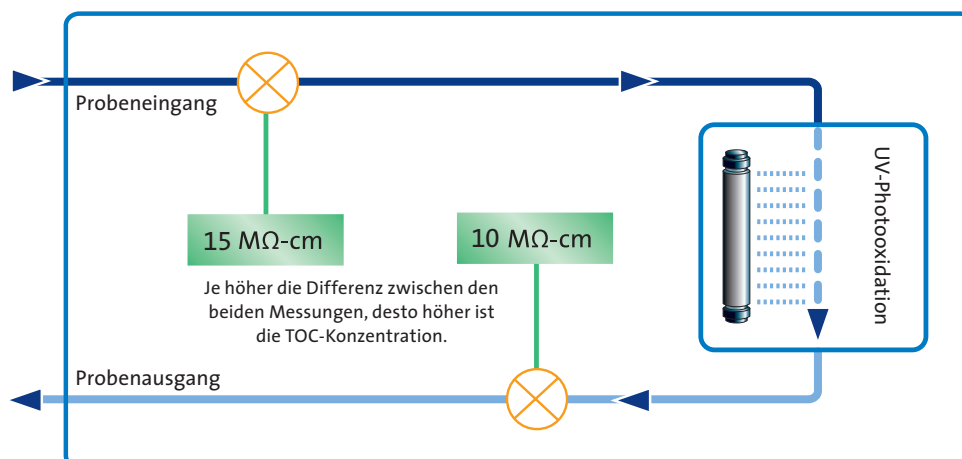 Probeneingang
UV-Photooxidation
15 MΩ-cm
10 MΩ-cm
Je höher die Differenz zwischen den
beiden Messungen, desto höher ist
die TOC-Konzentration.
Probenausgang